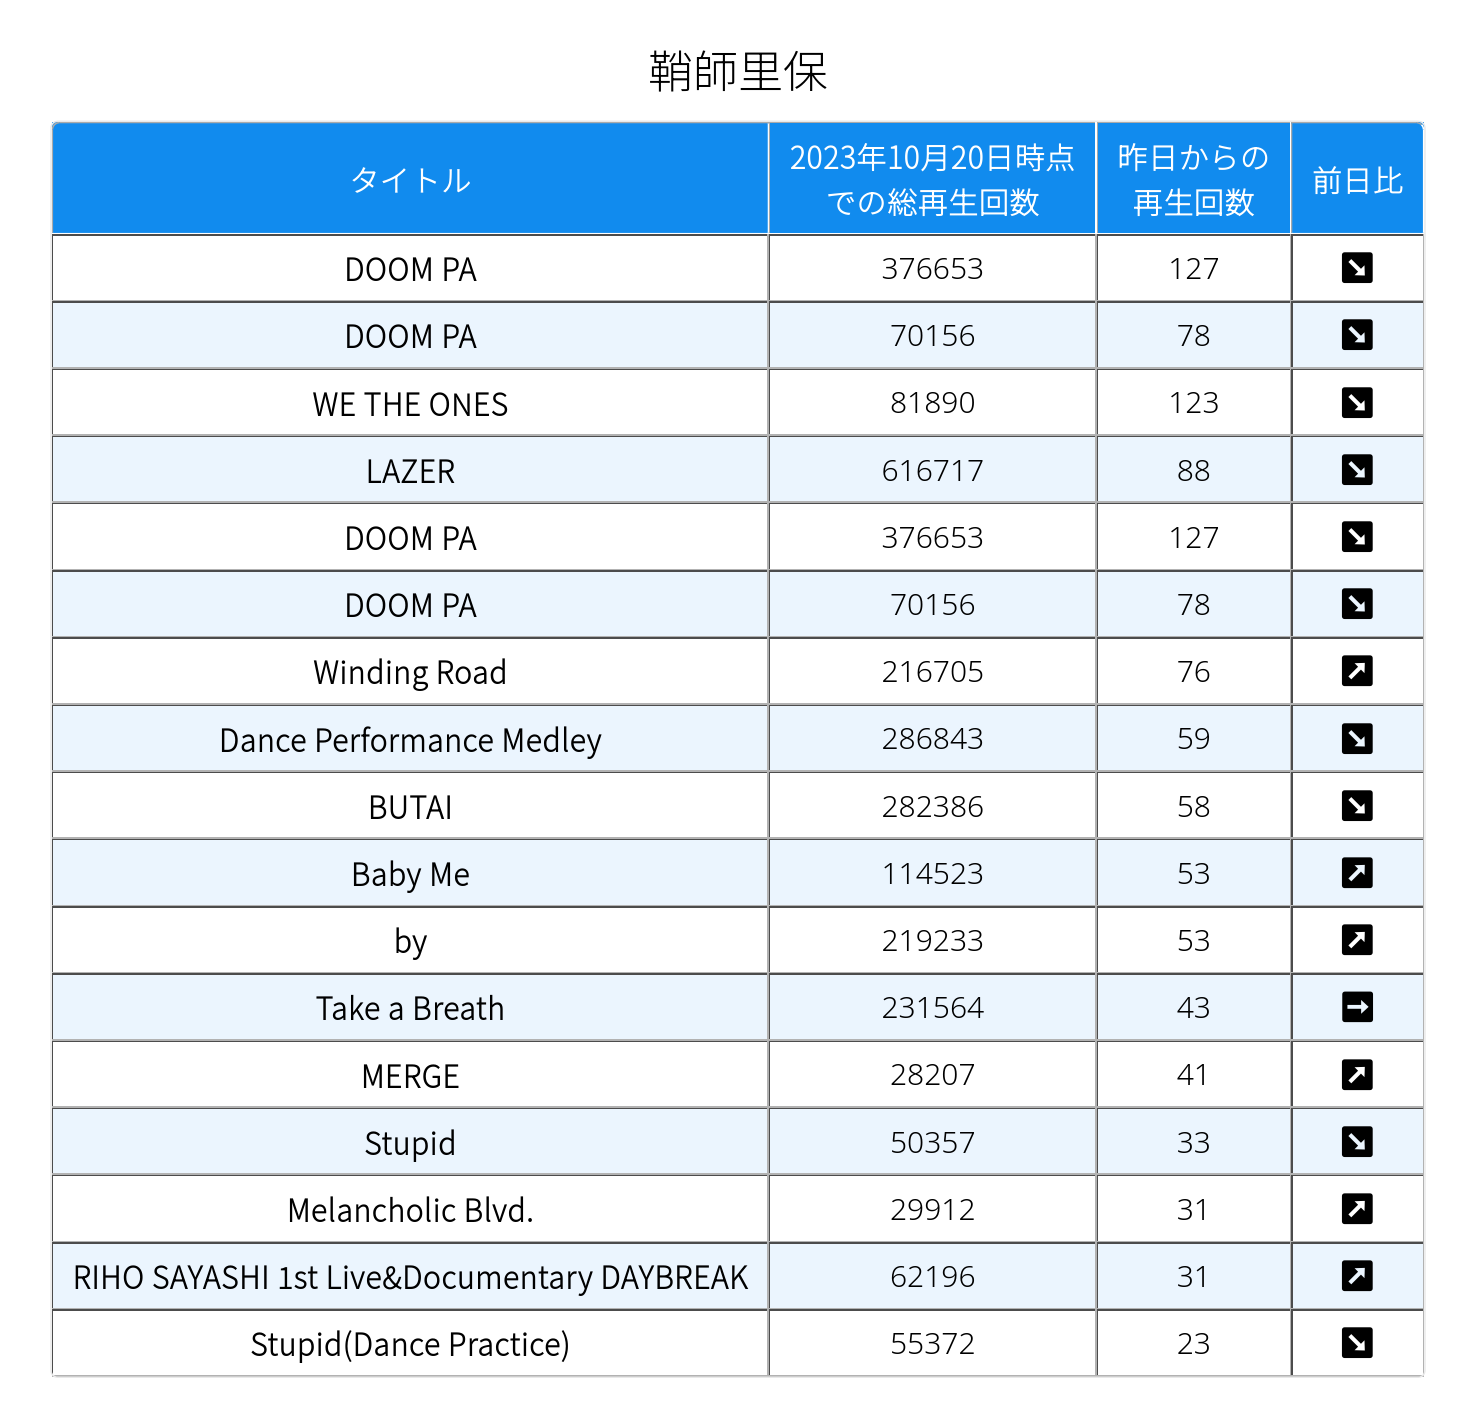 鞘師里保
タイトル 2023年10月20日時点での総再生回数 昨日からの再生回数 前日比
DOOM PA 376653 127 ↘
DOOM PA 70156 78 ↘
WE THE ONES 81890 123 ↘
LAZER 616717 88 ↘
DOOM PA 376653 127 ↘
DOOM PA 70156 78 ↘
Winding Road 216705 76 ↗
Dance Performance Medley 286843 59 ↘
BUTAI 282386 58 ↘
Baby Me 114523 53 ↗
by 219233 53 ↗
Take a Breath 231564 43 →
MERGE 28207 41 ↗
Stupid 50357 33 ↘
Melancholic Blvd. 29912 31 ↗
RIHO SAYASHI 1st Live&Documentary DAYBREAK 62196 31 ↗
Stupid(Dance Practice) 55372 23 ↘